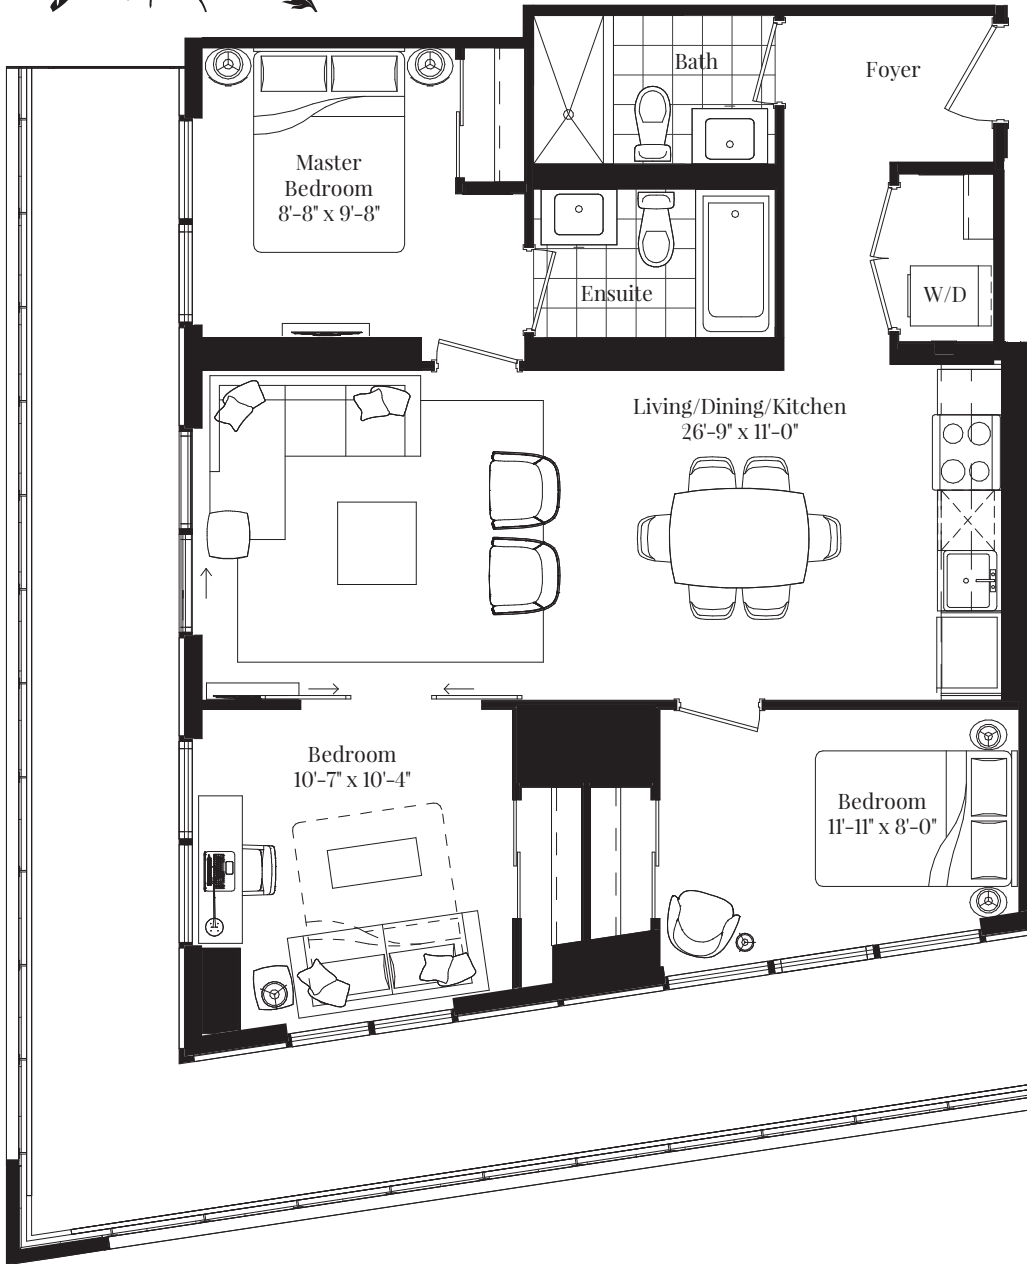 Bath
Foyer
Master
Bedroom
8'-8" x 9'-8"
Ensuite
W/D
Living/Dining/Kitchen
26'-9" x 11'-0"
Bedroom
10'-7" x 10'-4"
Bedroom
11'-11" x 8'-0"